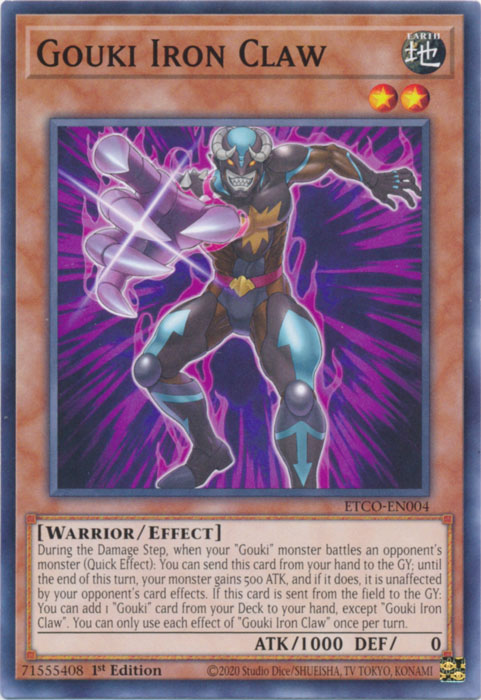 GOUKI IRON CLAW
EARTH
地
ETCO-EN004
[WARRIOR/EFFECT]
During the Damage Step, when your "Gouki" monster battles an opponent's
monster (Quick Effect): You can send this card from your hand to the GY; until
the end of this turn, your monster gains 500 ATK, and if it does, it is unaffected
by your opponent's card effects. If this card is sent from the field to the GY:
You can add 1 "Gouki" card from your Deck to your hand, except "Gouki Iron
Claw". You can only use each effect of "Gouki Iron Claw" once per turn.
ATK/1000 DEF/ 0
71555408 1st Edition ©2020 Studio Dice/SHUEISHA, TV TOKYO, KONAMI